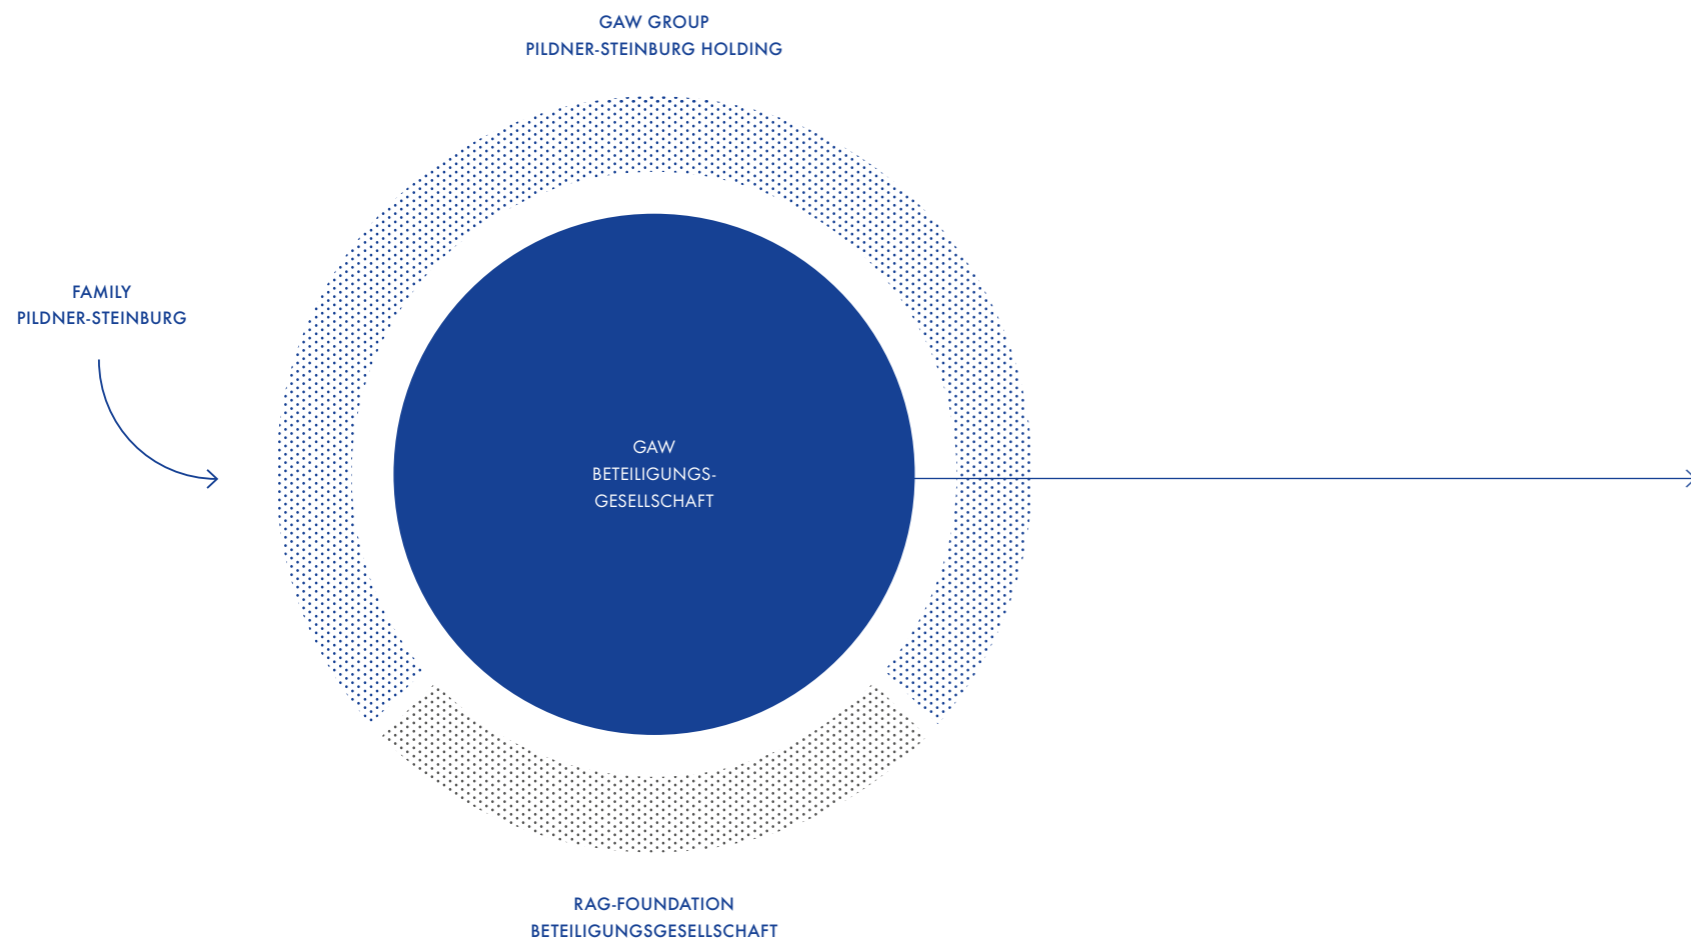 GAW GROUP
PILDNER-STEINBURG HOLDING
FAMILY
PILDNER-STEINBURG
GAW
BETEILIGUNGS-
GESELLSCHAFT
RAG-FOUNDATION
BETEILIGUNGSGESELLSCHAFT